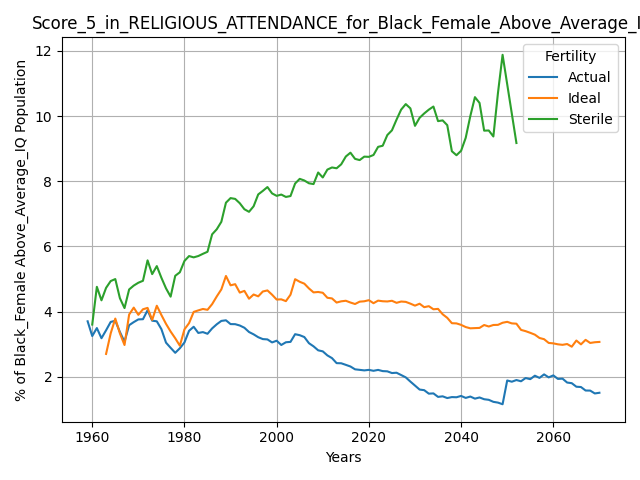 Score_5_in_RELIGIOUS_ATTENDANCE_for_Black_Female_Above_Average_I
% of Black_Female Above_Average_IQ Population
12
10
8
6
4
2
Fertility
Actual
Ideal
Sterile
1960 1980 2000 2020 2040 2060
Years